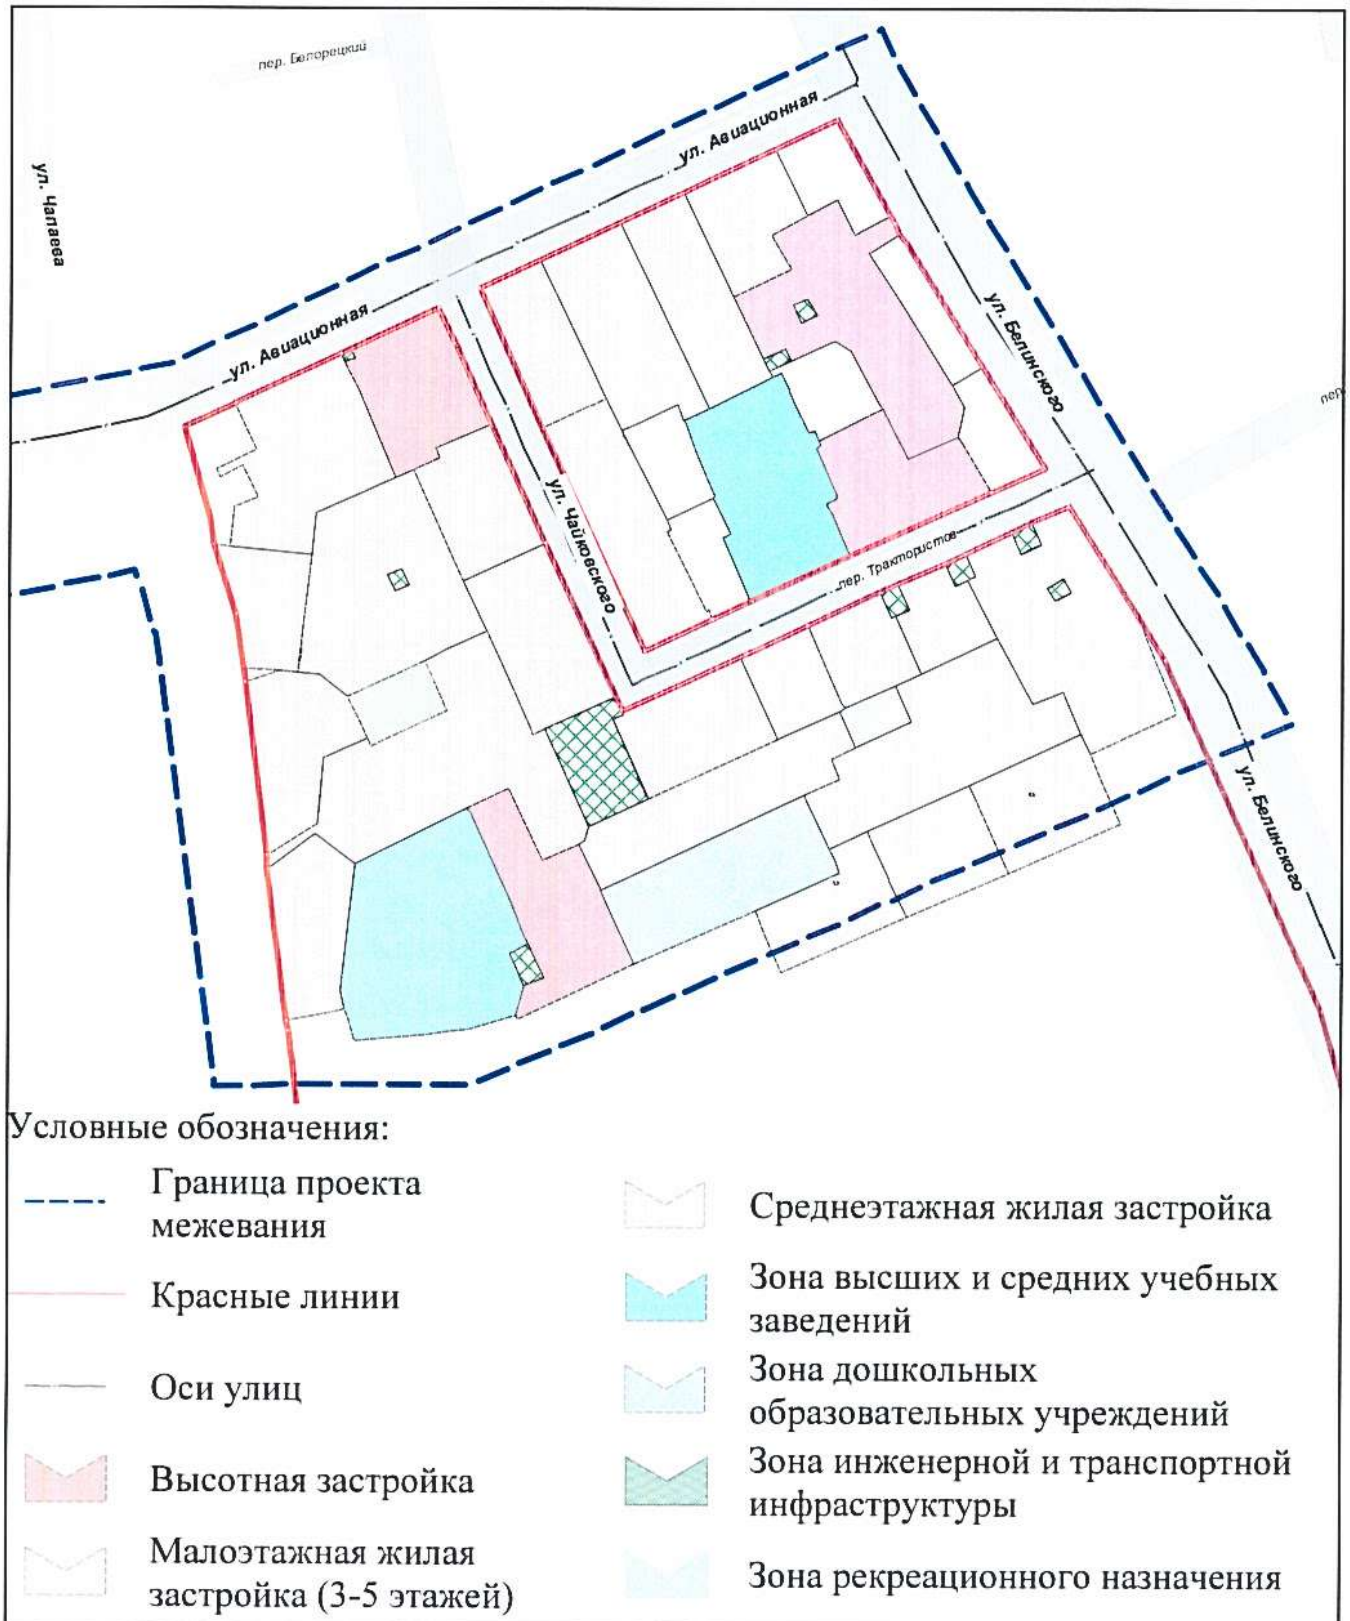 пер. Белорецкий
ул. Чапаева
ул. Авиационная
ул. Авиационная
ул. Белинского
пер.
ул. Чайковского
пер. Трактористов
ул. Белинского
Условные обозначения:
Граница проекта
межевания
Красные линии
Оси улиц
Высотная застройка
Малоэтажная жилая
застройка (3-5 этажей)
Среднеэтажная жилая застройка
Зона высших и средних учебных
заведений
Зона дошкольных
образовательных учреждений
Зона инженерной и транспортной
инфраструктуры
Зона рекреационного назначения